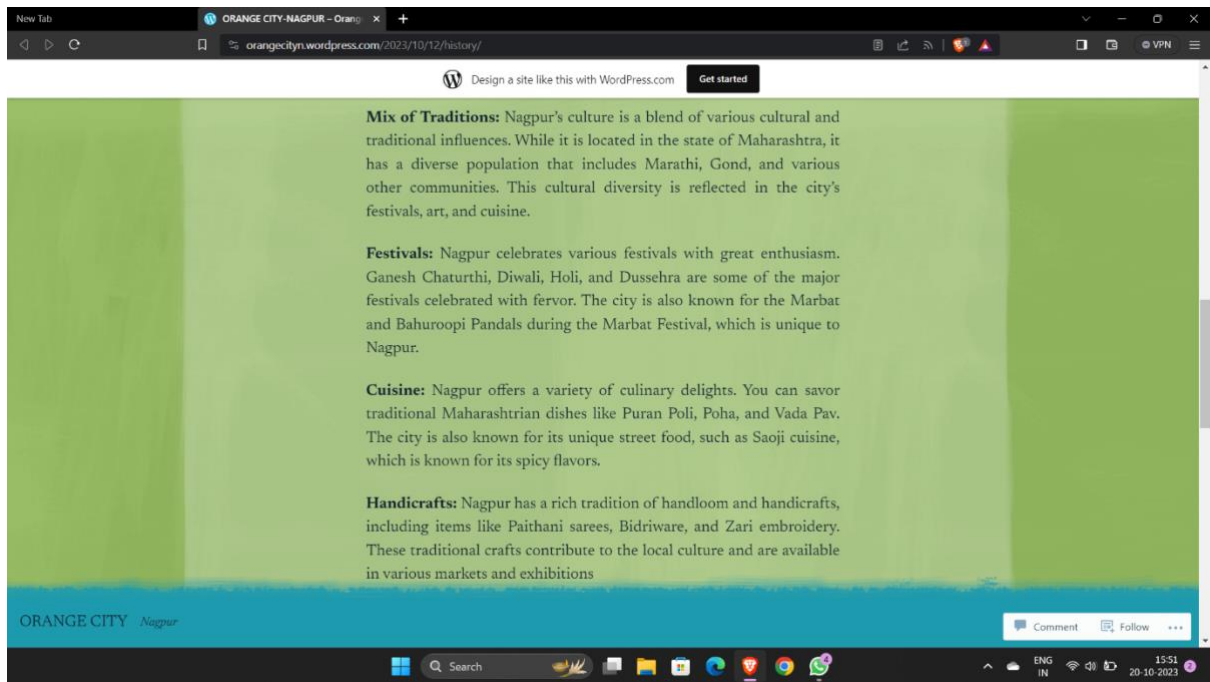 New Tab
ORANGE CITY-NAGPUR – Orang
orangecityn.wordpress.com/2023/10/12/history/
VPN
Design a site like this with WordPress.com Get started
Mix of Traditions: Nagpur's culture is a blend of various cultural and
traditional influences. While it is located in the state of Maharashtra, it
has a diverse population that includes Marathi, Gond, and various
other communities. This cultural diversity is reflected in the city's
festivals, art, and cuisine.
Festivals: Nagpur celebrates various festivals with great enthusiasm.
Ganesh Chaturthi, Diwali, Holi, and Dussehra are some of the major
festivals celebrated with fervor. The city is also known for the Marbat
and Bahuroopi Pandals during the Marbat Festival, which is unique to
Nagpur.
Cuisine: Nagpur offers a variety of culinary delights. You can savor
traditional Maharashtrian dishes like Puran Poli, Poha, and Vada Pav.
The city is also known for its unique street food, such as Saoji cuisine,
which is known for its spicy flavors.
Handicrafts: Nagpur has a rich tradition of handloom and handicrafts,
including items like Paithani sarees, Bidriware, and Zari embroidery.
These traditional crafts contribute to the local culture and are available
in various markets and exhibitions
ORANGE CITY Nagpur
Comment Follow
Search
ENG
IN
15:51
20-10-2023
2